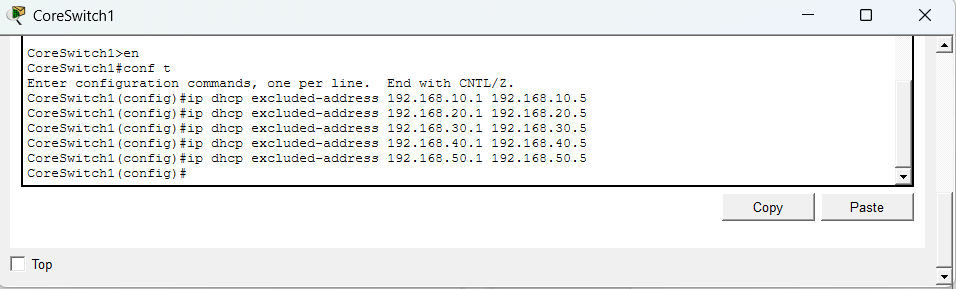 CoreSwitch1
CoreSwitch1>en
CoreSwitch1#conf t
Enter configuration commands, one per line.  End with CNTL/Z.
CoreSwitch1(config)#ip dhcp excluded-address 192.168.10.1 192.168.10.5
CoreSwitch1(config)#ip dhcp excluded-address 192.168.20.1 192.168.20.5
CoreSwitch1(config)#ip dhcp excluded-address 192.168.30.1 192.168.30.5
CoreSwitch1(config)#ip dhcp excluded-address 192.168.40.1 192.168.40.5
CoreSwitch1(config)#ip dhcp excluded-address 192.168.50.1 192.168.50.5
CoreSwitch1(config)#
Copy Paste
Top